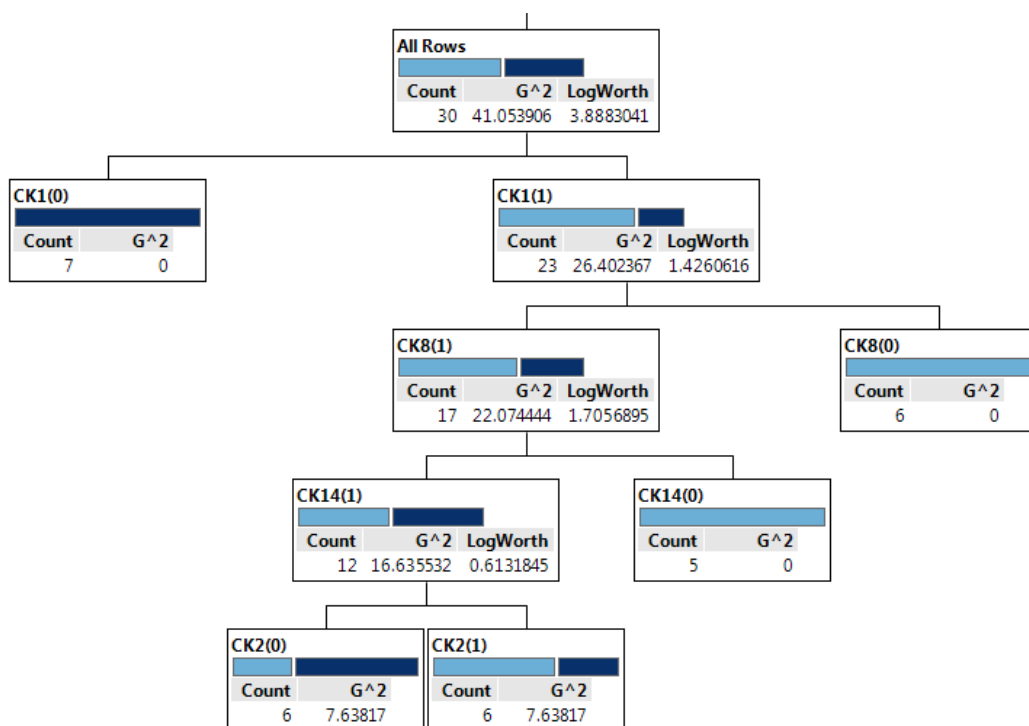 All Rows
Count G^2 LogWorth
30 41.053906 3.8883041
CK1(0)
Count G^2
7 0
CK1(1)
Count G^2 LogWorth
23 26.402367 1.4260616
CK8(1)
Count G^2 LogWorth
17 22.074444 1.7056895
CK8(0)
Count G^2
6 0
CK14(1)
Count G^2 LogWorth
12 16.635532 0.6131845
CK14(0)
Count G^2
5 0
CK2(0)
Count G^2
6 7.63817
CK2(1)
Count G^2
6 7.63817